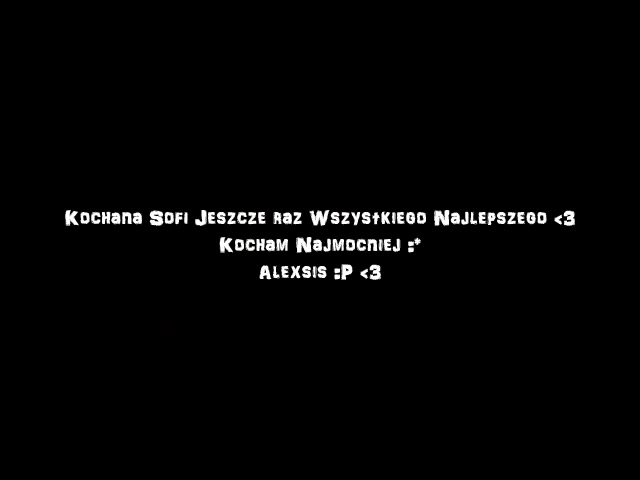 Kochana Sofi Jeszcze raz Wszystkiego Najlepszego <3
Kocham Najmocniej :*
Alexsis :P <3